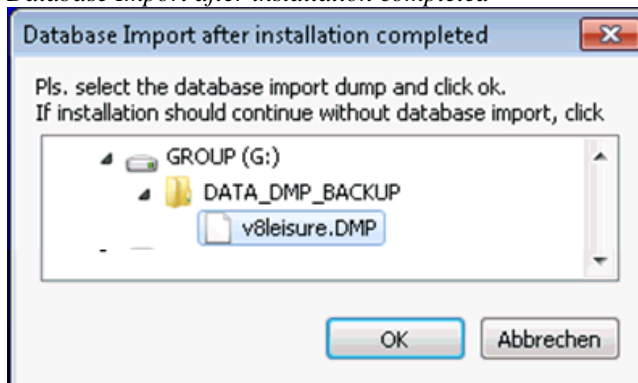 Database Import after installation completed
Database Import after installation completed
Pls. select the database import dump and click ok.
If installation should continue without database import, click
GROUP (G:)
DATA_DMP_BACKUP
v8leisure.DMP
OK Abbrechen